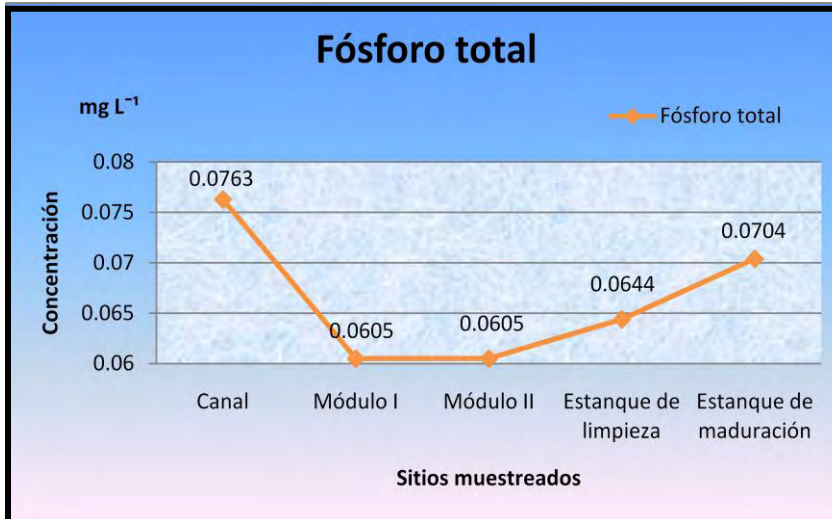 Fósforo total
mg L⁻¹
Fósforo total
Concentración
0.08
0.075
0.07
0.065
0.06
0.0763
0.0605
0.0605
0.0644
0.0704
Canal
Módulo I
Módulo II
Estanque de
limpieza
Estanque de
maduración
Sitios muestreados